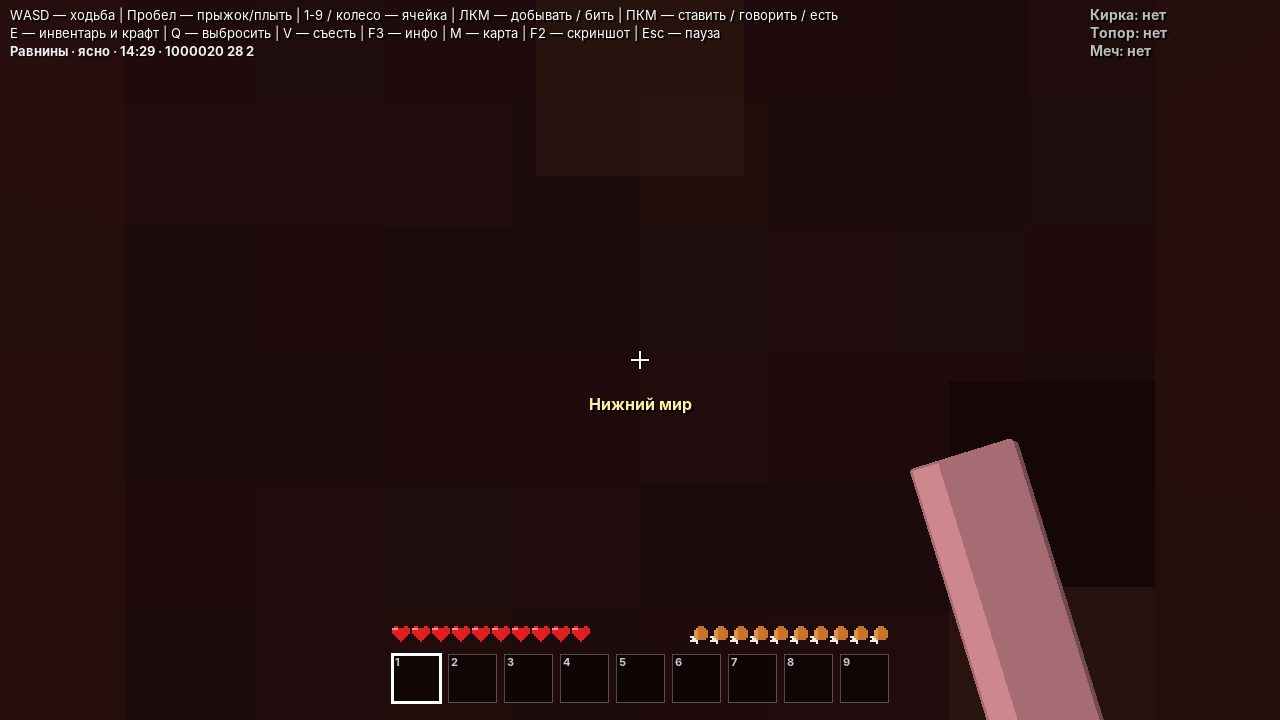 WASD — ходьба | Пробел — прыжок/плыть | 1-9 / колесо — ячейка | ЛКМ — добывать / бить | ПКМ — ставить / говорить / есть
E — инвентарь и крафт | Q — выбросить | V — съесть | F3 — инфо | M — карта | F2 — скриншот | Esc — пауза
Равнины · ясно · 14:29 · 1000020 28 2
Кирка: нет
Топор: нет
Меч: нет
Нижний мир
1 2 3 4 5 6 7 8 9